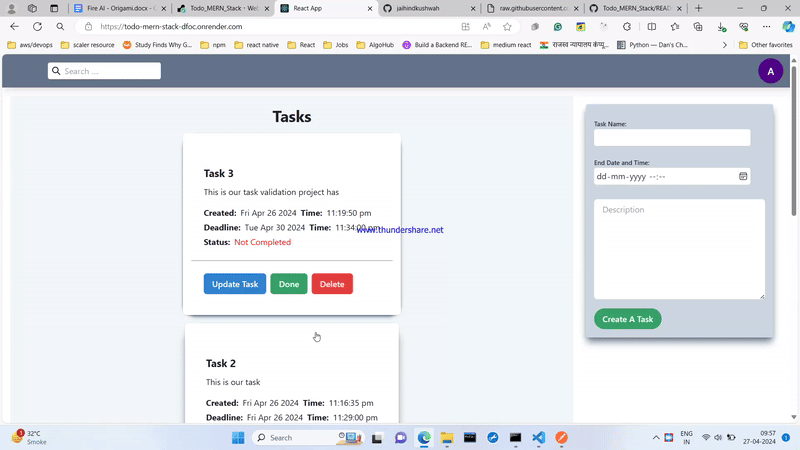 Fire AI – Origami.docx - W
Todo_MERN_Stack • Wel
React App
jaihindkushwah
raw.githubusercontent.c
Todo_MERN_Stack/READ
https://todo-mern-stack-dfoc.onrender.com
aws/devops
scaler resource
Study Finds Why G...
npm
react native
React
Jobs
AlgoHub
Build a Backend RE...
medium react
Python — Dan's Che...
Other favorites
Search ...
A
Tasks
Task 3
This is our task validation project has
Created: Fri Apr 26 2024 Time: 11:19:50 pm
Deadline: Tue Apr 30 2024 Time: 11:34:00 pm
www.thundershare.net
Status: Not Completed
Update Task
Done
Delete
Task 2
This is our task
Created: Fri Apr 26 2024 Time: 11:16:35 pm
Deadline: Fri Apr 26 2024 Time: 11:29:00 pm
Task Name:
End Date and Time:
dd-mm-yyyy --:--
Description
Create A Task
1
32°C
Smoke
Search
ENG
IN
09:57
27-04-2024